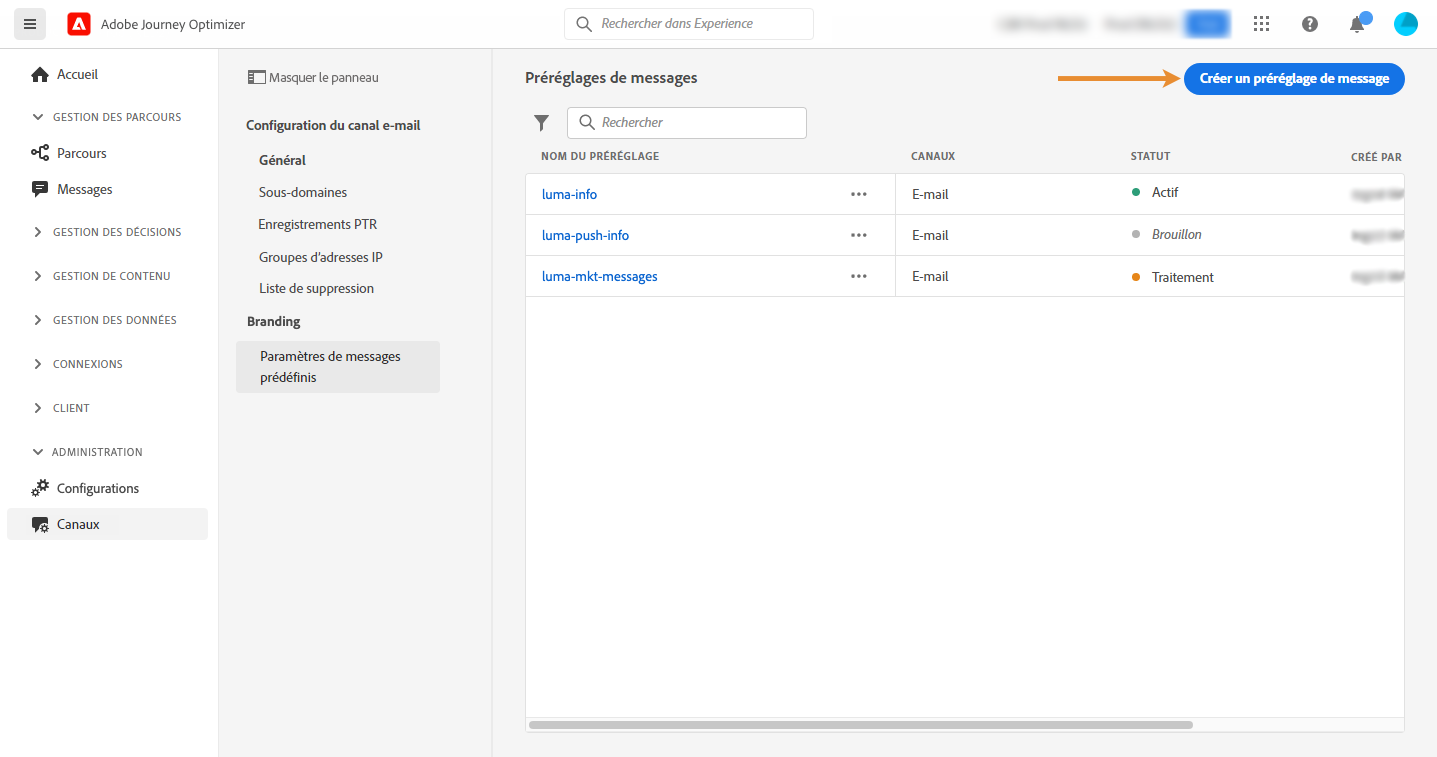 Adobe Journey Optimizer
Rechercher dans Experience
Accueil
GESTION DES PARCOURS
Parcours
Messages
GESTION DES DÉCISIONS
GESTION DE CONTENU
GESTION DES DONNÉES
CONNEXIONS
CLIENT
ADMINISTRATION
Configurations
Canaux
Masquer le panneau
Configuration du canal e-mail
Général
Sous-domaines
Enregistrements PTR
Groupes d'adresses IP
Liste de suppression
Branding
Paramètres de messages
prédéfinis
Préréglages de messages
Créer un préréglage de message
Rechercher
NOM DU PRÉRÉGLAGE CANAUX STATUT CRÉÉ PAR
luma-info E-mail Actif
luma-push-info E-mail Brouillon
luma-mkt-messages E-mail Traitement